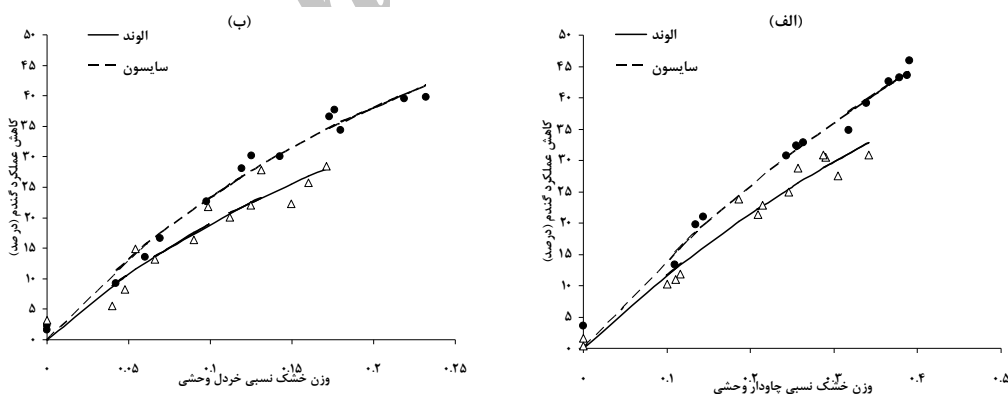 (الف)
الوند
سایسون
کاهش عملکرد گندم (درصد)
۵۰
۴۵
۴۰
۳۵
۳۰
۲۵
۲۰
۱۵
۱۰
۵
۰
۰ ۰.۱ ۰.۲ ۰.۳ ۰.۴ ۰.۵
وزن خشک نسبی چاودار وحشی
(ب)
الوند
سایسون
کاهش عملکرد گندم (درصد)
۵۰
۴۵
۴۰
۳۵
۳۰
۲۵
۲۰
۱۵
۱۰
۵
۰
۰ ۰.۰۵ ۰.۱ ۰.۱۵ ۰.۲ ۰.۲۵
وزن خشک نسبی خردل وحشی